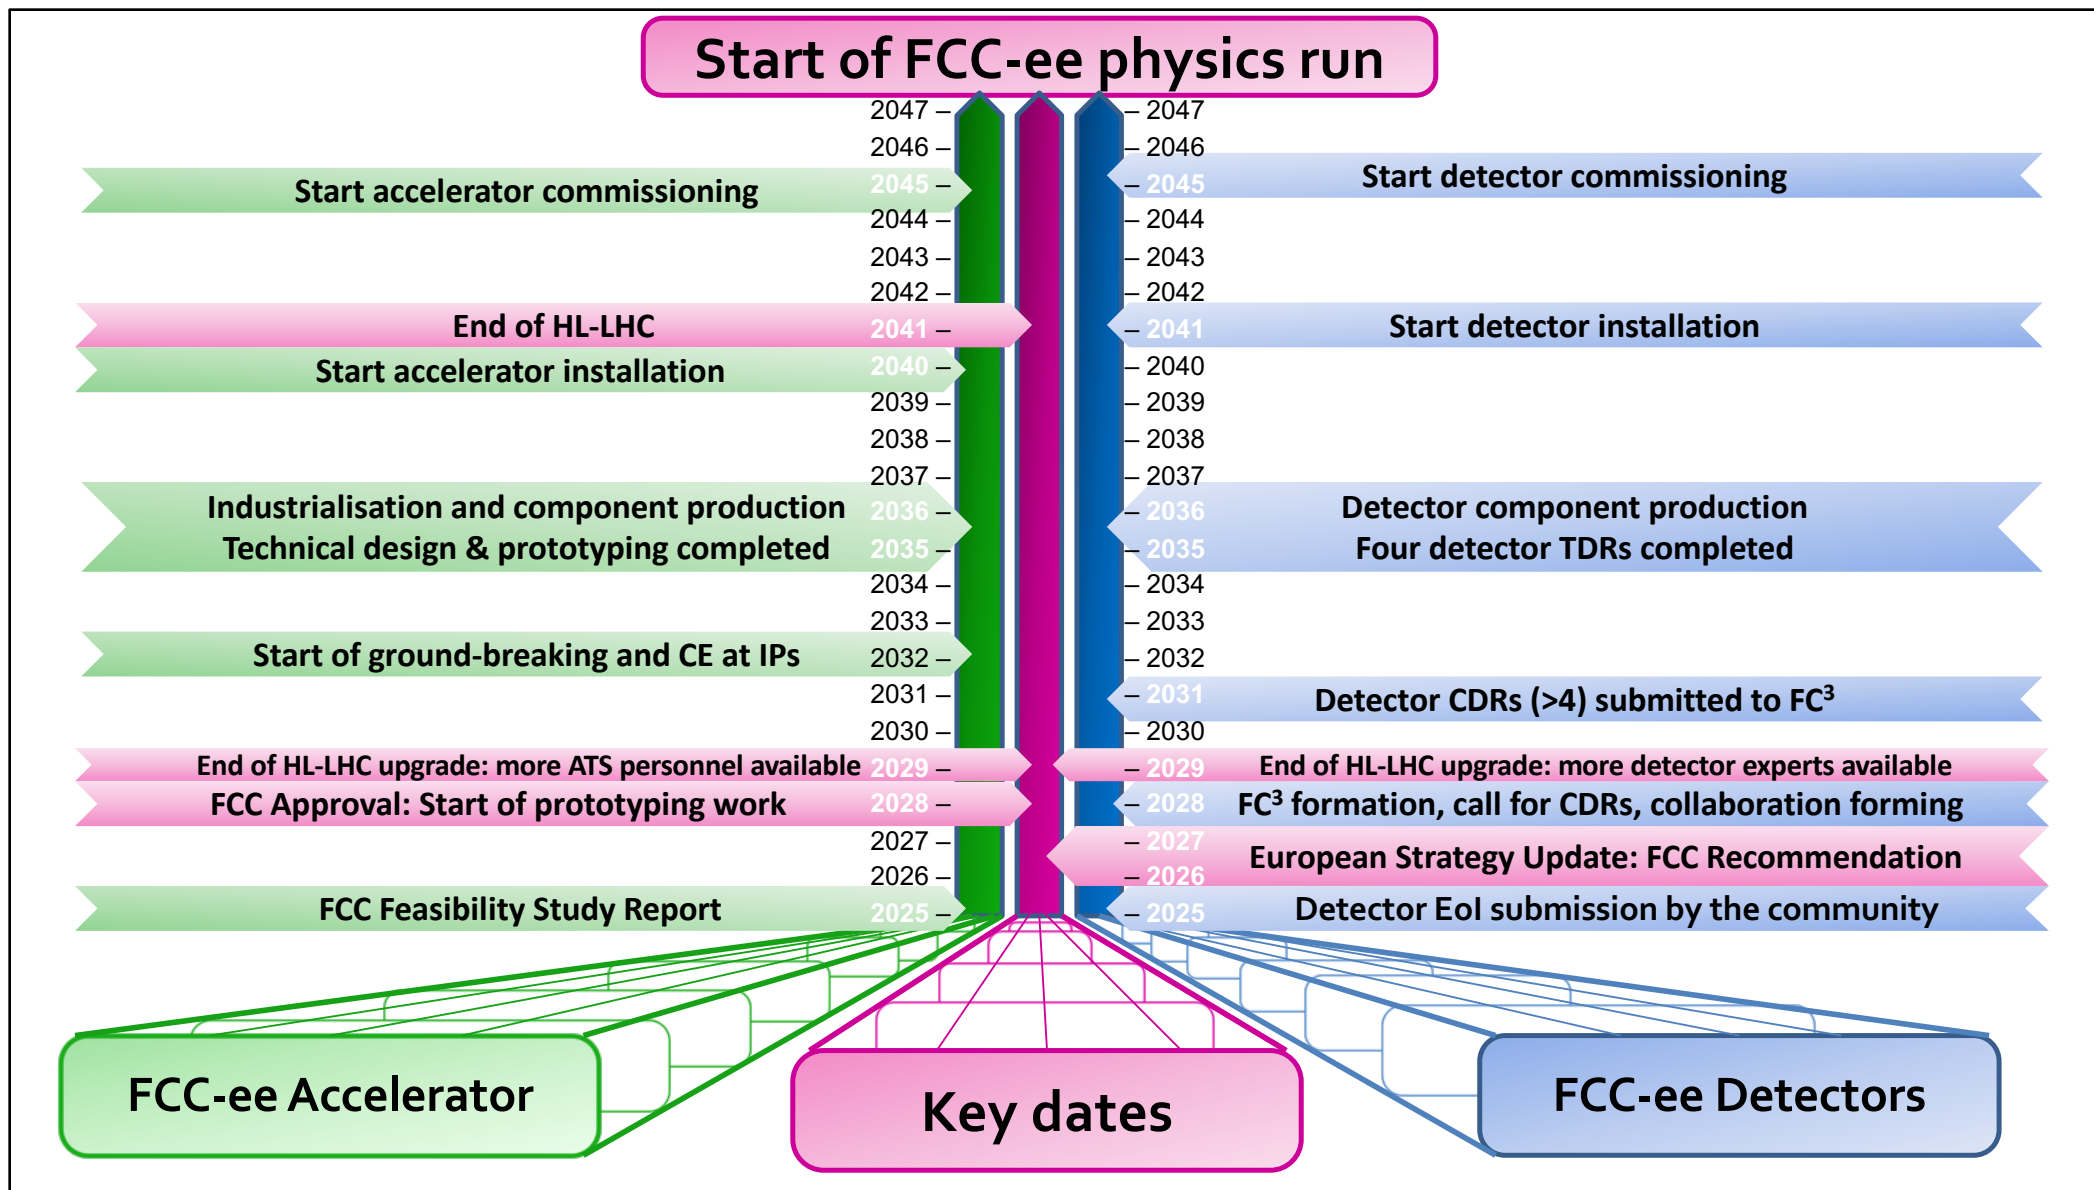 Start of FCC-ee physics run
2047 – – 2047
2046 – – 2046
Start accelerator commissioning 2045 – – 2045 Start detector commissioning
2044 – – 2044
2043 – – 2043
2042 – – 2042
End of HL-LHC 2041 – – 2041 Start detector installation
Start accelerator installation 2040 – – 2040
2039 – – 2039
2038 – – 2038
2037 – – 2037
Industrialisation and component production 2036 – – 2036 Detector component production
Technical design & prototyping completed 2035 – – 2035 Four detector TDRs completed
2034 – – 2034
2033 – – 2033
Start of ground-breaking and CE at IPs 2032 – – 2032
2031 – – 2031 Detector CDRs (>4) submitted to FC³
2030 – – 2030
End of HL-LHC upgrade: more ATS personnel available 2029 – – 2029 End of HL-LHC upgrade: more detector experts available
FCC Approval: Start of prototyping work 2028 – – 2028 FC³ formation, call for CDRs, collaboration forming
2027 – – 2027
European Strategy Update: FCC Recommendation
2026 – – 2026
FCC Feasibility Study Report 2025 – – 2025 Detector EoI submission by the community
FCC-ee Accelerator
Key dates
FCC-ee Detectors